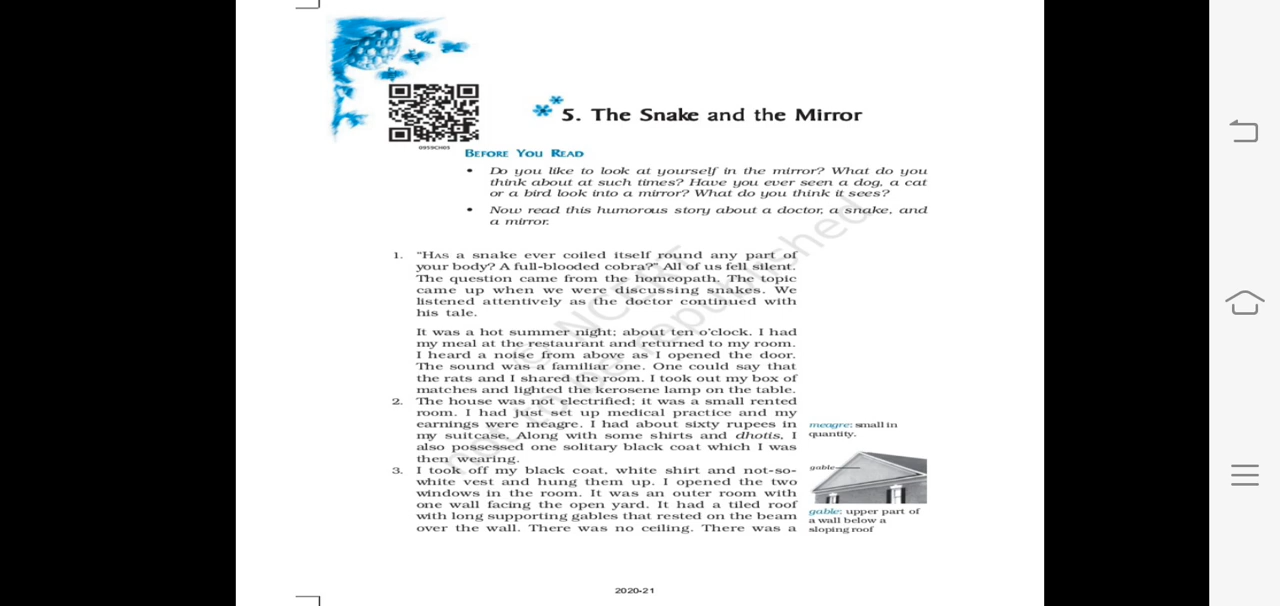 0959CH05
5. The Snake and the Mirror
BEFORE YOU READ
• Do you like to look at yourself in the mirror? What do you
think about at such times? Have you ever seen a dog, a cat
or a bird look into a mirror? What do you think it sees?
• Now read this humorous story about a doctor, a snake, and
a mirror.
1. “HAS a snake ever coiled itself round any part of
your body? A full-blooded cobra?” All of us fell silent.
The question came from the homeopath. The topic
came up when we were discussing snakes. We
listened attentively as the doctor continued with
his tale.
It was a hot summer night; about ten o’clock. I had
my meal at the restaurant and returned to my room.
I heard a noise from above as I opened the door.
The sound was a familiar one. One could say that
the rats and I shared the room. I took out my box of
matches and lighted the kerosene lamp on the table.
2. The house was not electrified; it was a small rented
room. I had just set up medical practice and my
earnings were meagre. I had about sixty rupees in
my suitcase. Along with some shirts and dhotis, I
also possessed one solitary black coat which I was
then wearing.
meagre: small in
quantity.
3. I took off my black coat, white shirt and not-so-
white vest and hung them up. I opened the two
windows in the room. It was an outer room with
one wall facing the open yard. It had a tiled roof
with long supporting gables that rested on the beam
over the wall. There was no ceiling. There was a
gable
gable: upper part of
a wall below a
sloping roof
2020-21